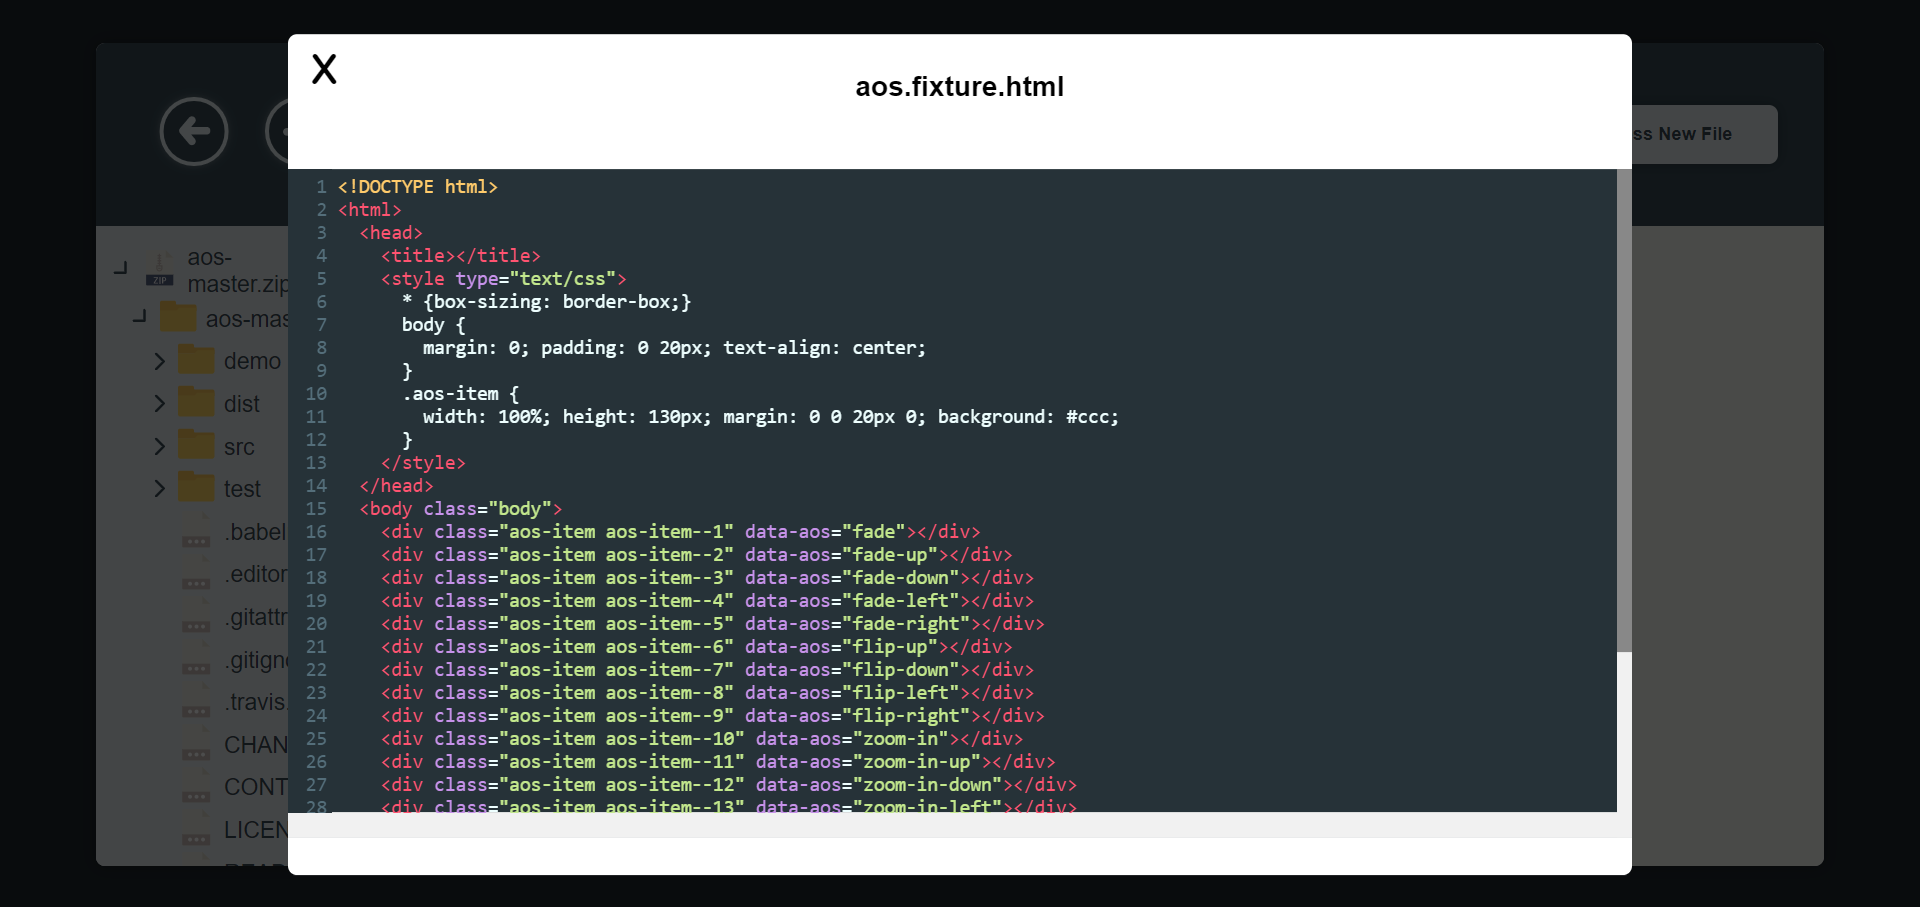 X
aos.fixture.html
ss New File
aos-
master.zip
ZIP
aos-mas
demo
dist
src
test
.babel
.editor
.gitattr
.gitign
.travis.
CHAN
CONT
LICEN
1 <!DOCTYPE html>
2 <html>
3 <head>
4 <title></title>
5 <style type="text/css">
6 * {box-sizing: border-box;}
7 body {
8 margin: 0; padding: 0 20px; text-align: center;
9 }
10 .aos-item {
11 width: 100%; height: 130px; margin: 0 0 20px 0; background: #ccc;
12 }
13 </style>
14 </head>
15 <body class="body">
16 <div class="aos-item aos-item--1" data-aos="fade"></div>
17 <div class="aos-item aos-item--2" data-aos="fade-up"></div>
18 <div class="aos-item aos-item--3" data-aos="fade-down"></div>
19 <div class="aos-item aos-item--4" data-aos="fade-left"></div>
20 <div class="aos-item aos-item--5" data-aos="fade-right"></div>
21 <div class="aos-item aos-item--6" data-aos="flip-up"></div>
22 <div class="aos-item aos-item--7" data-aos="flip-down"></div>
23 <div class="aos-item aos-item--8" data-aos="flip-left"></div>
24 <div class="aos-item aos-item--9" data-aos="flip-right"></div>
25 <div class="aos-item aos-item--10" data-aos="zoom-in"></div>
26 <div class="aos-item aos-item--11" data-aos="zoom-in-up"></div>
27 <div class="aos-item aos-item--12" data-aos="zoom-in-down"></div>
28 <div class="aos-item aos-item--13" data-aos="zoom-in-left"></div>